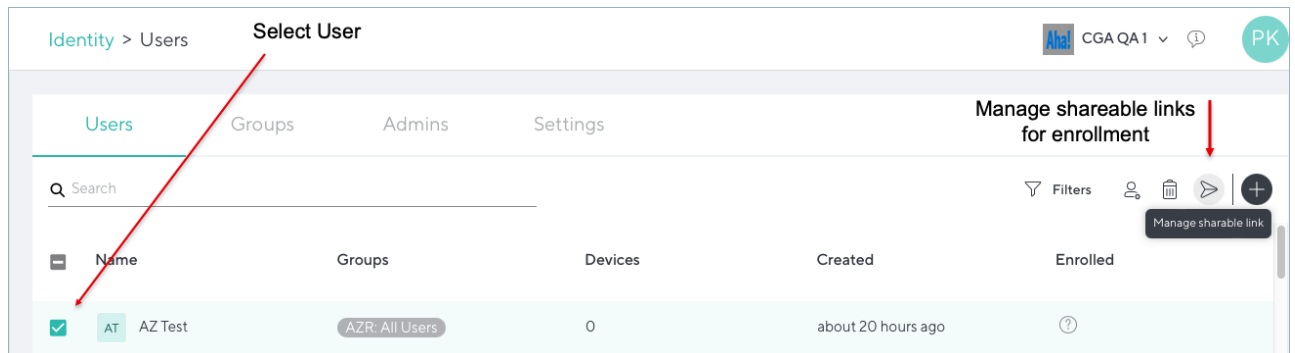 Identity > Users
Select User
Aha!
CGA QA 1
PK
Users
Groups
Admins
Settings
Manage shareable links
for enrollment
Search
Filters
Manage sharable link
Name
Groups
Devices
Created
Enrolled
AT
AZ Test
AZR: All Users
0
about 20 hours ago
?